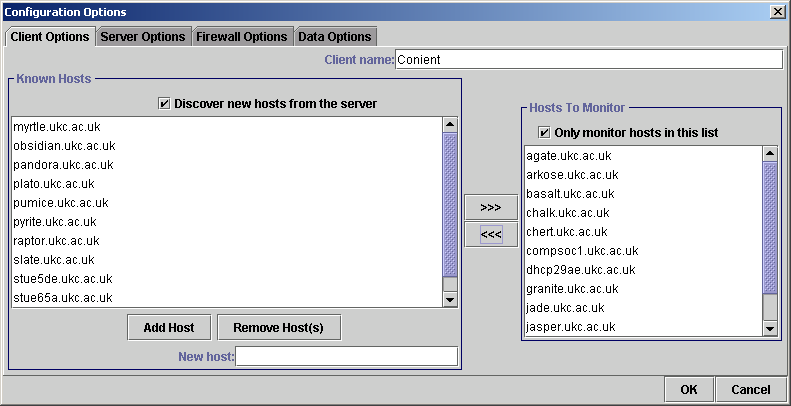 Configuration Options
Client Options Server Options Firewall Options Data Options
Client name: Conient
Known Hosts
Discover new hosts from the server
myrtle.ukc.ac.uk
obsidian.ukc.ac.uk
pandora.ukc.ac.uk
plato.ukc.ac.uk
pumice.ukc.ac.uk
pyrite.ukc.ac.uk
raptor.ukc.ac.uk
slate.ukc.ac.uk
stue5de.ukc.ac.uk
stue65a.ukc.ac.uk
Add Host Remove Host(s)
New host:
>>>
<<<
Hosts To Monitor
Only monitor hosts in this list
agate.ukc.ac.uk
arkose.ukc.ac.uk
basalt.ukc.ac.uk
chalk.ukc.ac.uk
chert.ukc.ac.uk
compsoc1.ukc.ac.uk
dhcp29ae.ukc.ac.uk
granite.ukc.ac.uk
jade.ukc.ac.uk
jasper.ukc.ac.uk
OK Cancel